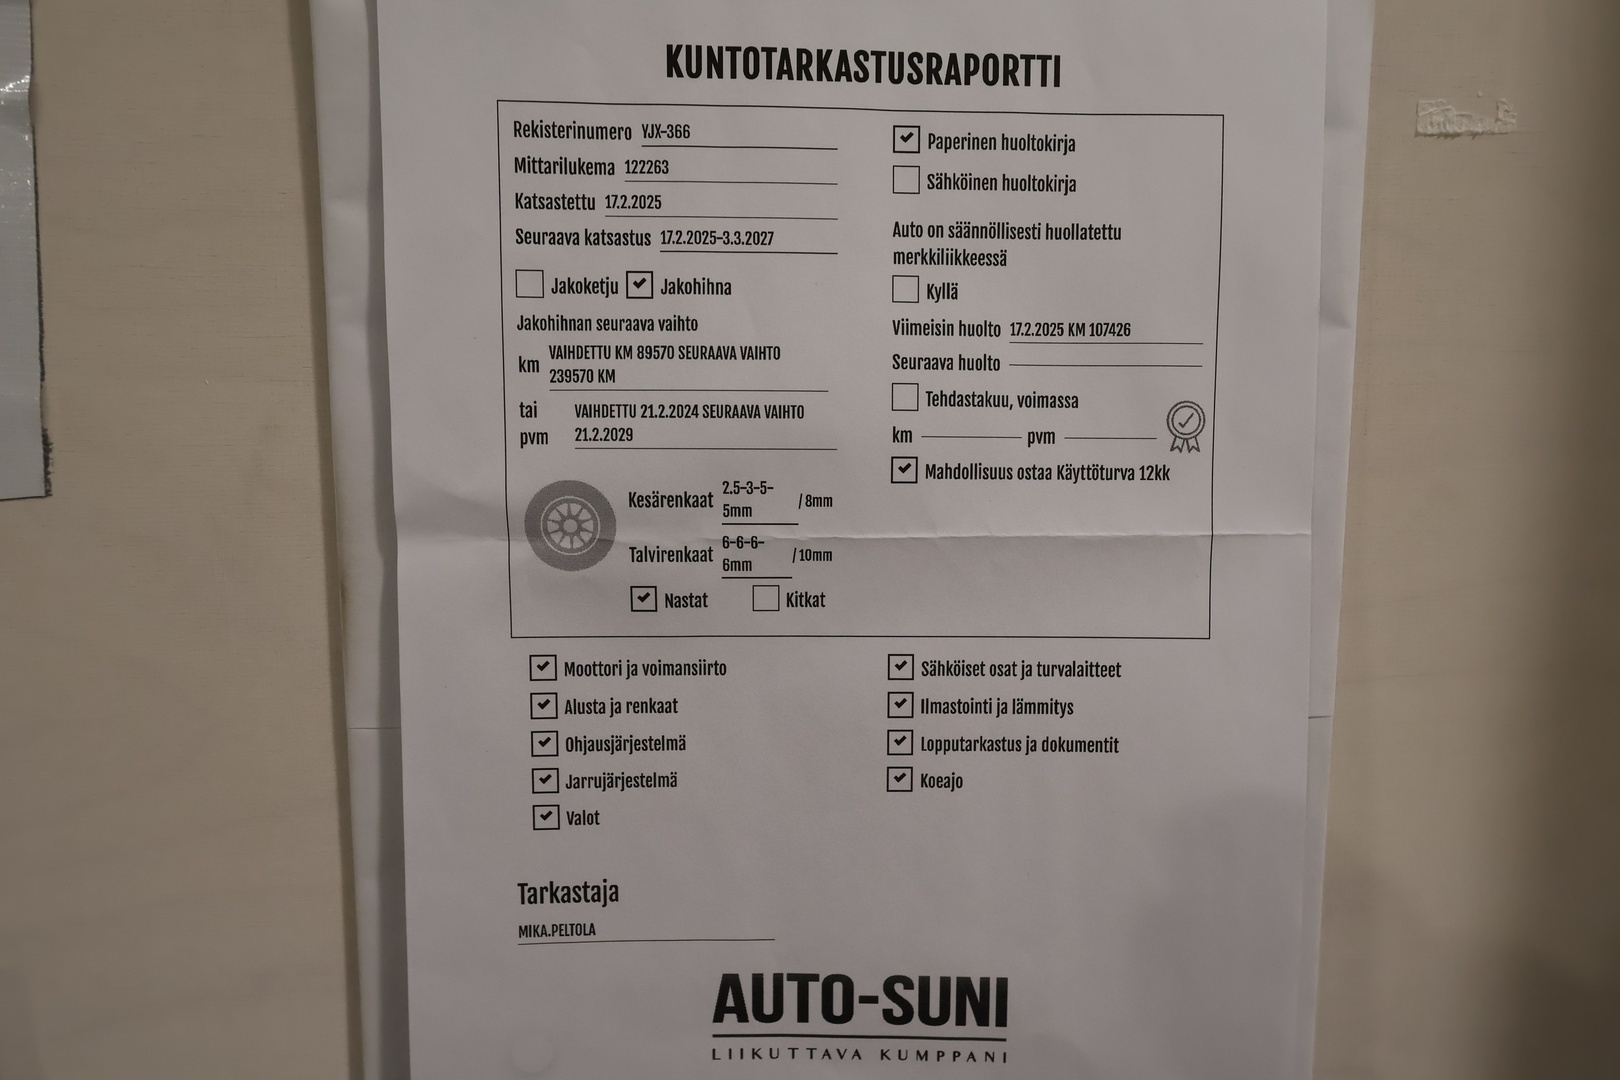 KUNTOTARKASTUSRAPORTTI
Rekisterinumero YJX-366
Mittarilukema 122263
Katsastettu 17.2.2025
Seuraava katsastus 17.2.2025-3.3.2027
Jakoketju Jakohihna
Jakohihnan seuraava vaihto
km VAIHDETTU KM 89570 SEURAAVA VAIHTO
239570 KM
tai VAIHDETTU 21.2.2024 SEURAAVA VAIHTO
pvm 21.2.2029
Kesärenkaat 2.5-3-5-
5mm /8mm
Talvirenkaat 6-6-6-
6mm /10mm
Nastat Kitkat
Paperinen huoltokirja
Sähköinen huoltokirja
Auto on säännöllisesti huollatettu
merkkiliikkeessä
Kyllä
Viimeisin huolto 17.2.2025 KM 107426
Seuraava huolto
Tehdastakuu, voimassa
km pvm
Mahdollisuus ostaa Käyttöturva 12kk
Moottori ja voimansiirto
Alusta ja renkaat
Ohjausjärjestelmä
Jarrujärjestelmä
Valot
Sähköiset osat ja turvalaitteet
Ilmastointi ja lämmitys
Lopputarkastus ja dokumentit
Koeajo
Tarkastaja
MIKA.PELTOLA
AUTO-SUNI
LIIKUTTAVA KUMPPANI